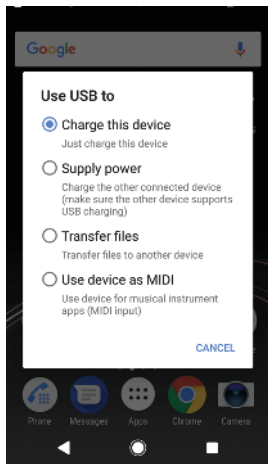 Google
Use USB to
Charge this device
Just charge this device
Supply power
Charge the other connected device
(make sure the other device supports
USB charging)
Transfer files
Transfer files to another device
Use device as MIDI
Use device for musical instrument
apps (MIDI input)
CANCEL
Phone Messages Apps Chrome Camera